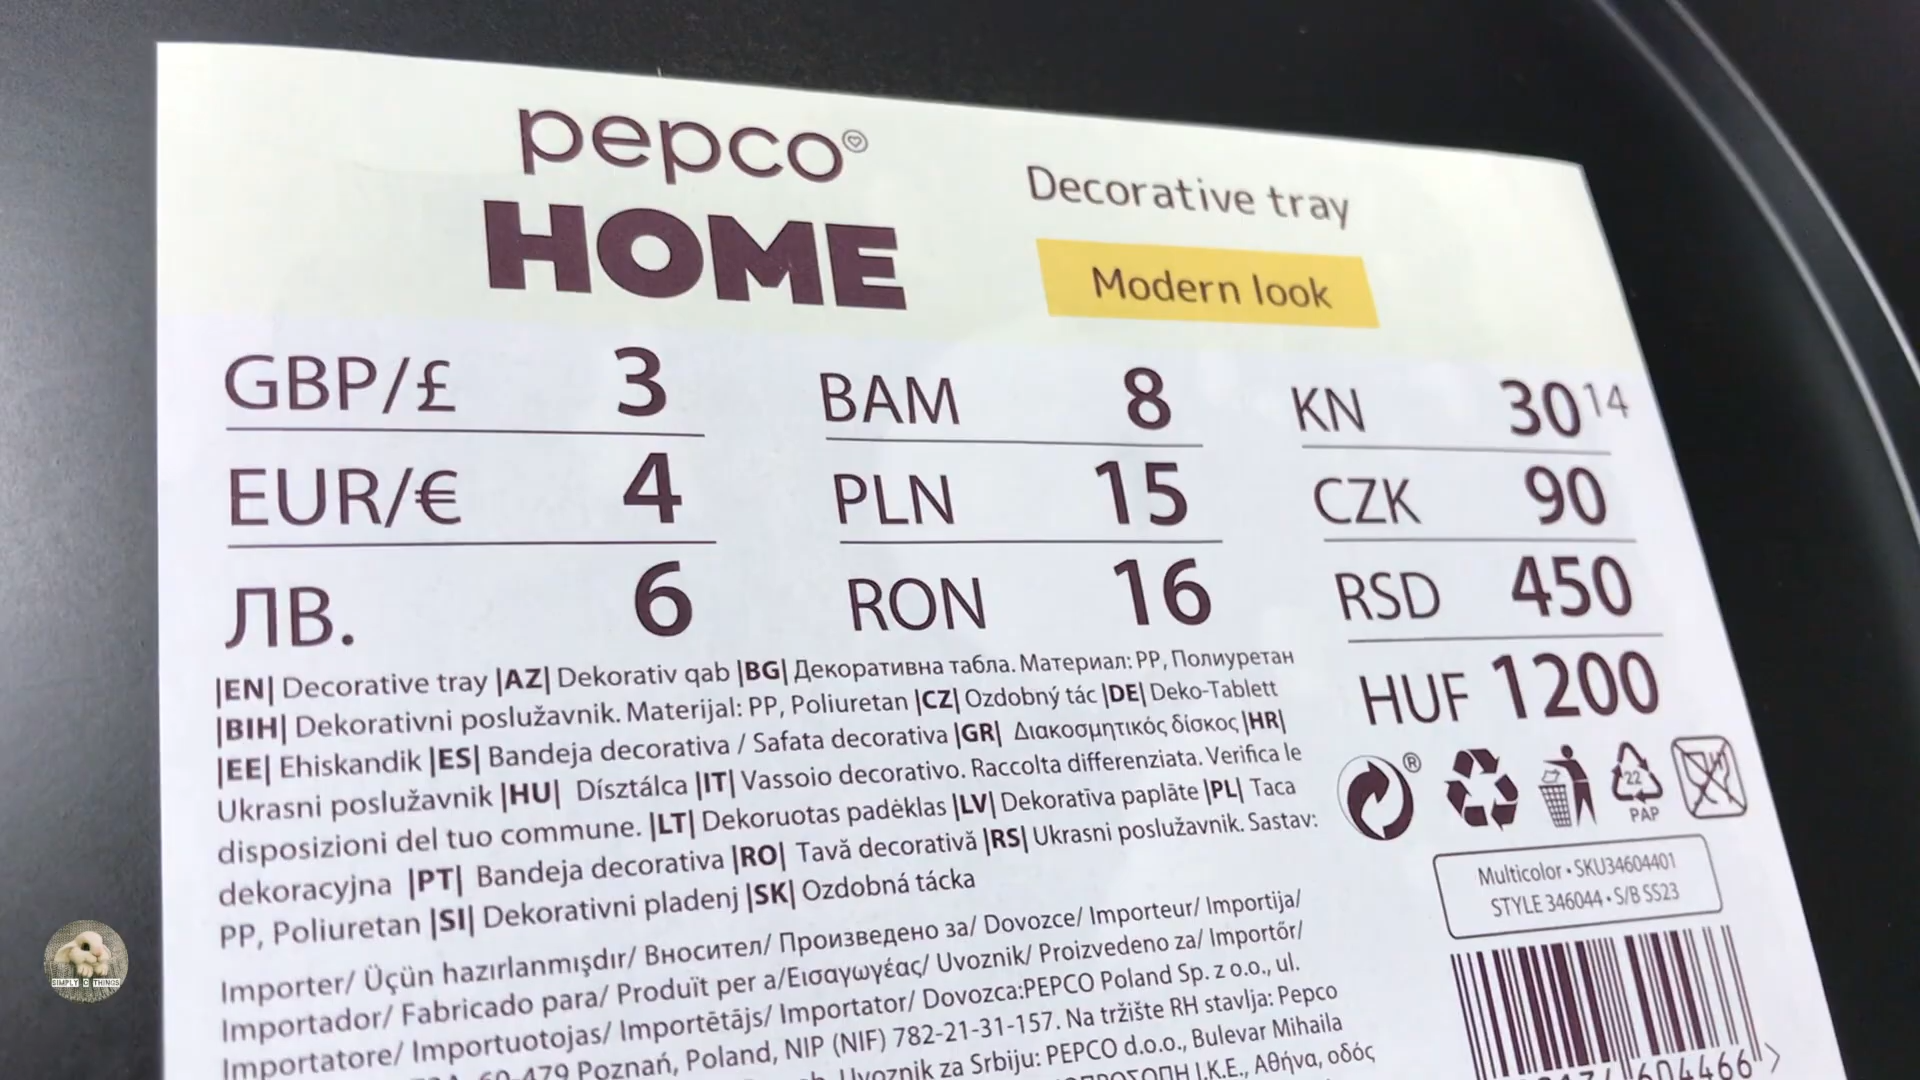 pepco
HOME
Decorative tray
Modern look
GBP/£ 3
EUR/€ 4
ЛВ. 6
BAM 8
PLN 15
RON 16
KN 30 14
CZK 90
RSD 450
HUF 1200
|EN| Decorative tray |AZ| Dekorativ qab |BG| Декоративна табла. Материал: PP, Полиуретан
|BIH| Dekorativni poslužavnik. Materijal: PP, Poliuretan |CZ| Ozdobný tác |DE| Deko-Tablett
|EE| Ehiskandik |ES| Bandeja decorativa / Safata decorativa |GR| Διακοσμητικός δίσκος |HR|
Ukrasni poslužavnik |HU| Dísztálca |IT| Vassoio decorativo. Raccolta differenziata. Verifica le
disposizioni del tuo commune. |LT| Dekoruotas padėklas |LV| Dekoratīva paplāte |PL| Taca
dekoracyjna |PT| Bandeja decorativa |RO| Tavă decorativă |RS| Ukrasni poslužavnik. Sastav:
PP, Poliuretan |SI| Dekorativni pladenj |SK| Ozdobná tácka
Importer/ Üçün hazırlanmışdır/ Вносител/ Произведено за/ Dovozce/ Importeur/ Importija/
Importador/ Fabricado para/ Produït per a/Εισαγωγέας/ Uvoznik/ Proizvedeno za/ Importőr/
Importatore/ Importuotojas/ Importētājs/ Importator/ Dovozca:PEPCO Poland Sp. z o.o., ul.
60-479 Poznań, Poland, NIP (NIF) 782-21-31-157. Na tržište RH stavlja: Pepco
Uvoznik za Srbiju: PEPCO d.o.o., Bulevar Mihaila
I.K.E., Αθήνα, οδός
®
22
PAP
Multicolor • SKU34604401
STYLE 346044 • S/B SS23
604466 >
SIMPLY C THINGS